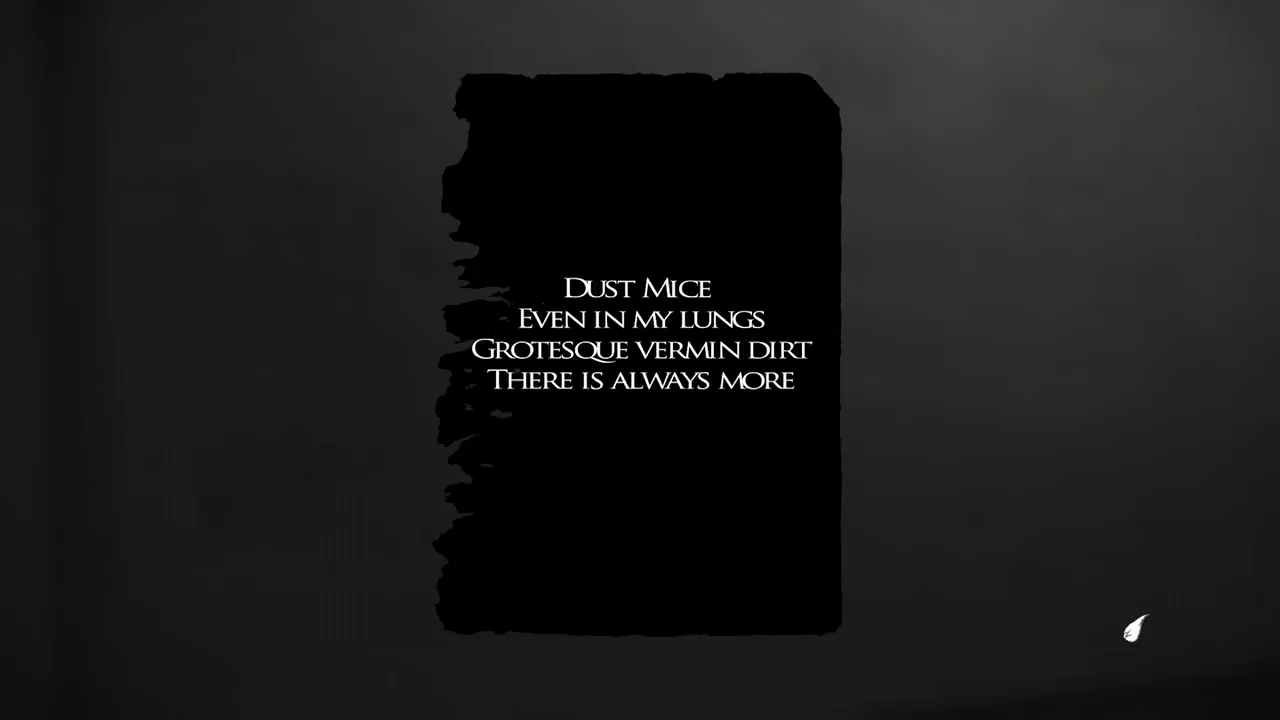 Dust Mice
Even in my lungs
Grotesque vermin dirt
There is always more